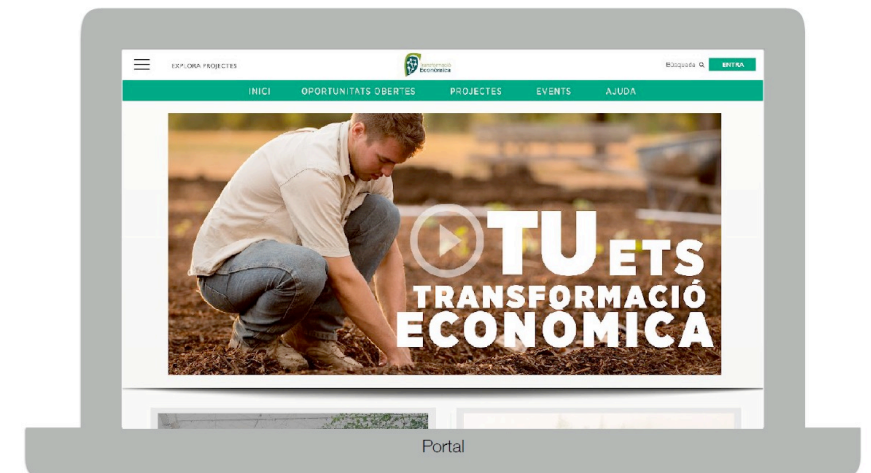 EXPLORA PROJECTES
Transformació
Econòmica
Búsqueda
ENTRA
INICI OPORTUNITATS OBERTES PROJECTES EVENTS AJUDA
TU ETS
TRANSFORMACIÓ
ECONÒMICA
Portal